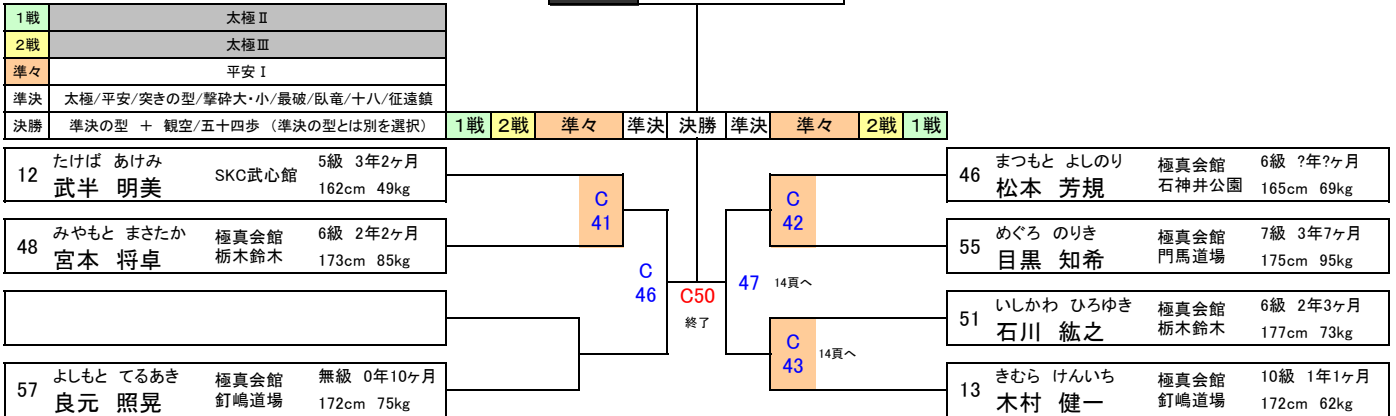 1戦 太極Ⅱ
2戦 太極Ⅲ
準々 平安Ⅰ
準決 太極/平安/突きの型/撃砕大・小/最破/臥竜/十八/征遠鎮
決勝 準決の型 + 観空/五十四歩 (準決の型とは別を選択)
1戦 2戦 準々 準決 決勝 準決 準々 2戦 1戦
12 たけば あけみ SKC武心館 5級 3年2ヶ月
武半 明美 162cm 49kg
48 みやもと まさたか 極真会館 6級 2年2ヶ月
宮本 将卓 栃木鈴木 173cm 85kg
57 よしもと てるあき 極真会館 無級 0年10ヶ月
良元 照晃 釘嶋道場 172cm 75kg
C
41
C
46
C50
終了
47 14頁へ
C
42
C
43
14頁へ
46 まつもと よしのり 極真会館 6級 ?年?ヶ月
松本 芳規 石神井公園 165cm 69kg
55 めぐろ のりき 極真会館 7級 3年7ヶ月
目黒 知希 門馬道場 175cm 95kg
51 いしかわ ひろゆき 極真会館 6級 2年3ヶ月
石川 紘之 栃木鈴木 177cm 73kg
13 きむら けんいち 極真会館 10級 1年1ヶ月
木村 健一 釘嶋道場 172cm 62kg